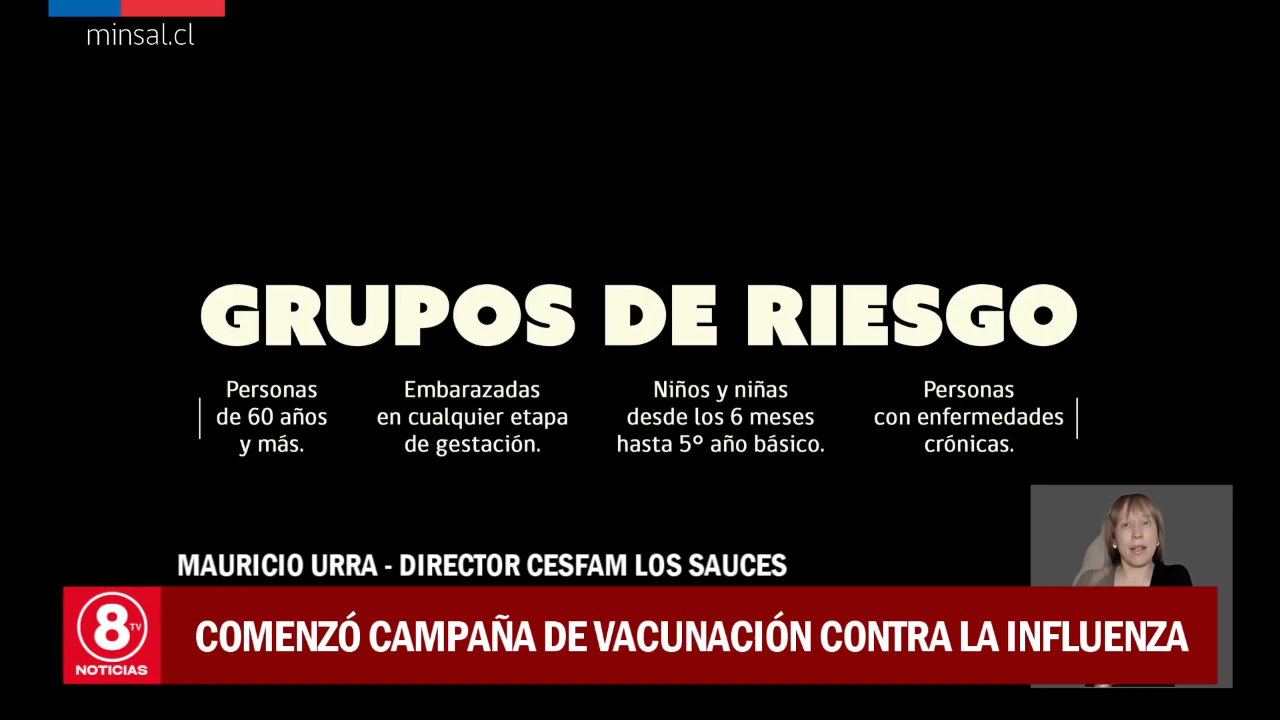 minsal.cl
GRUPOS DE RIESGO
Personas
de 60 años
y más.
Embarazadas
en cualquier etapa
de gestación.
Niños y niñas
desde los 6 meses
hasta 5° año básico.
Personas
con enfermedades
crónicas.
MAURICIO URRA - DIRECTOR CESFAM LOS SAUCES
8 TV
NOTICIAS
COMENZÓ CAMPAÑA DE VACUNACIÓN CONTRA LA INFLUENZA